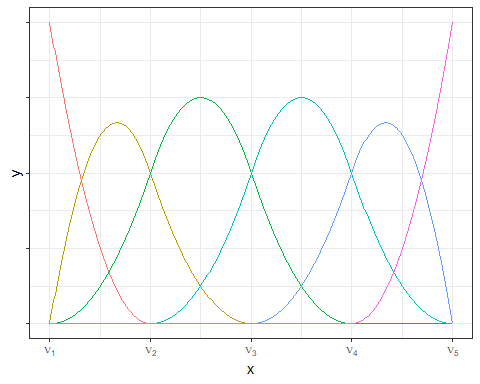 y
v₁ v₂ v₃ v₄ v₅
x